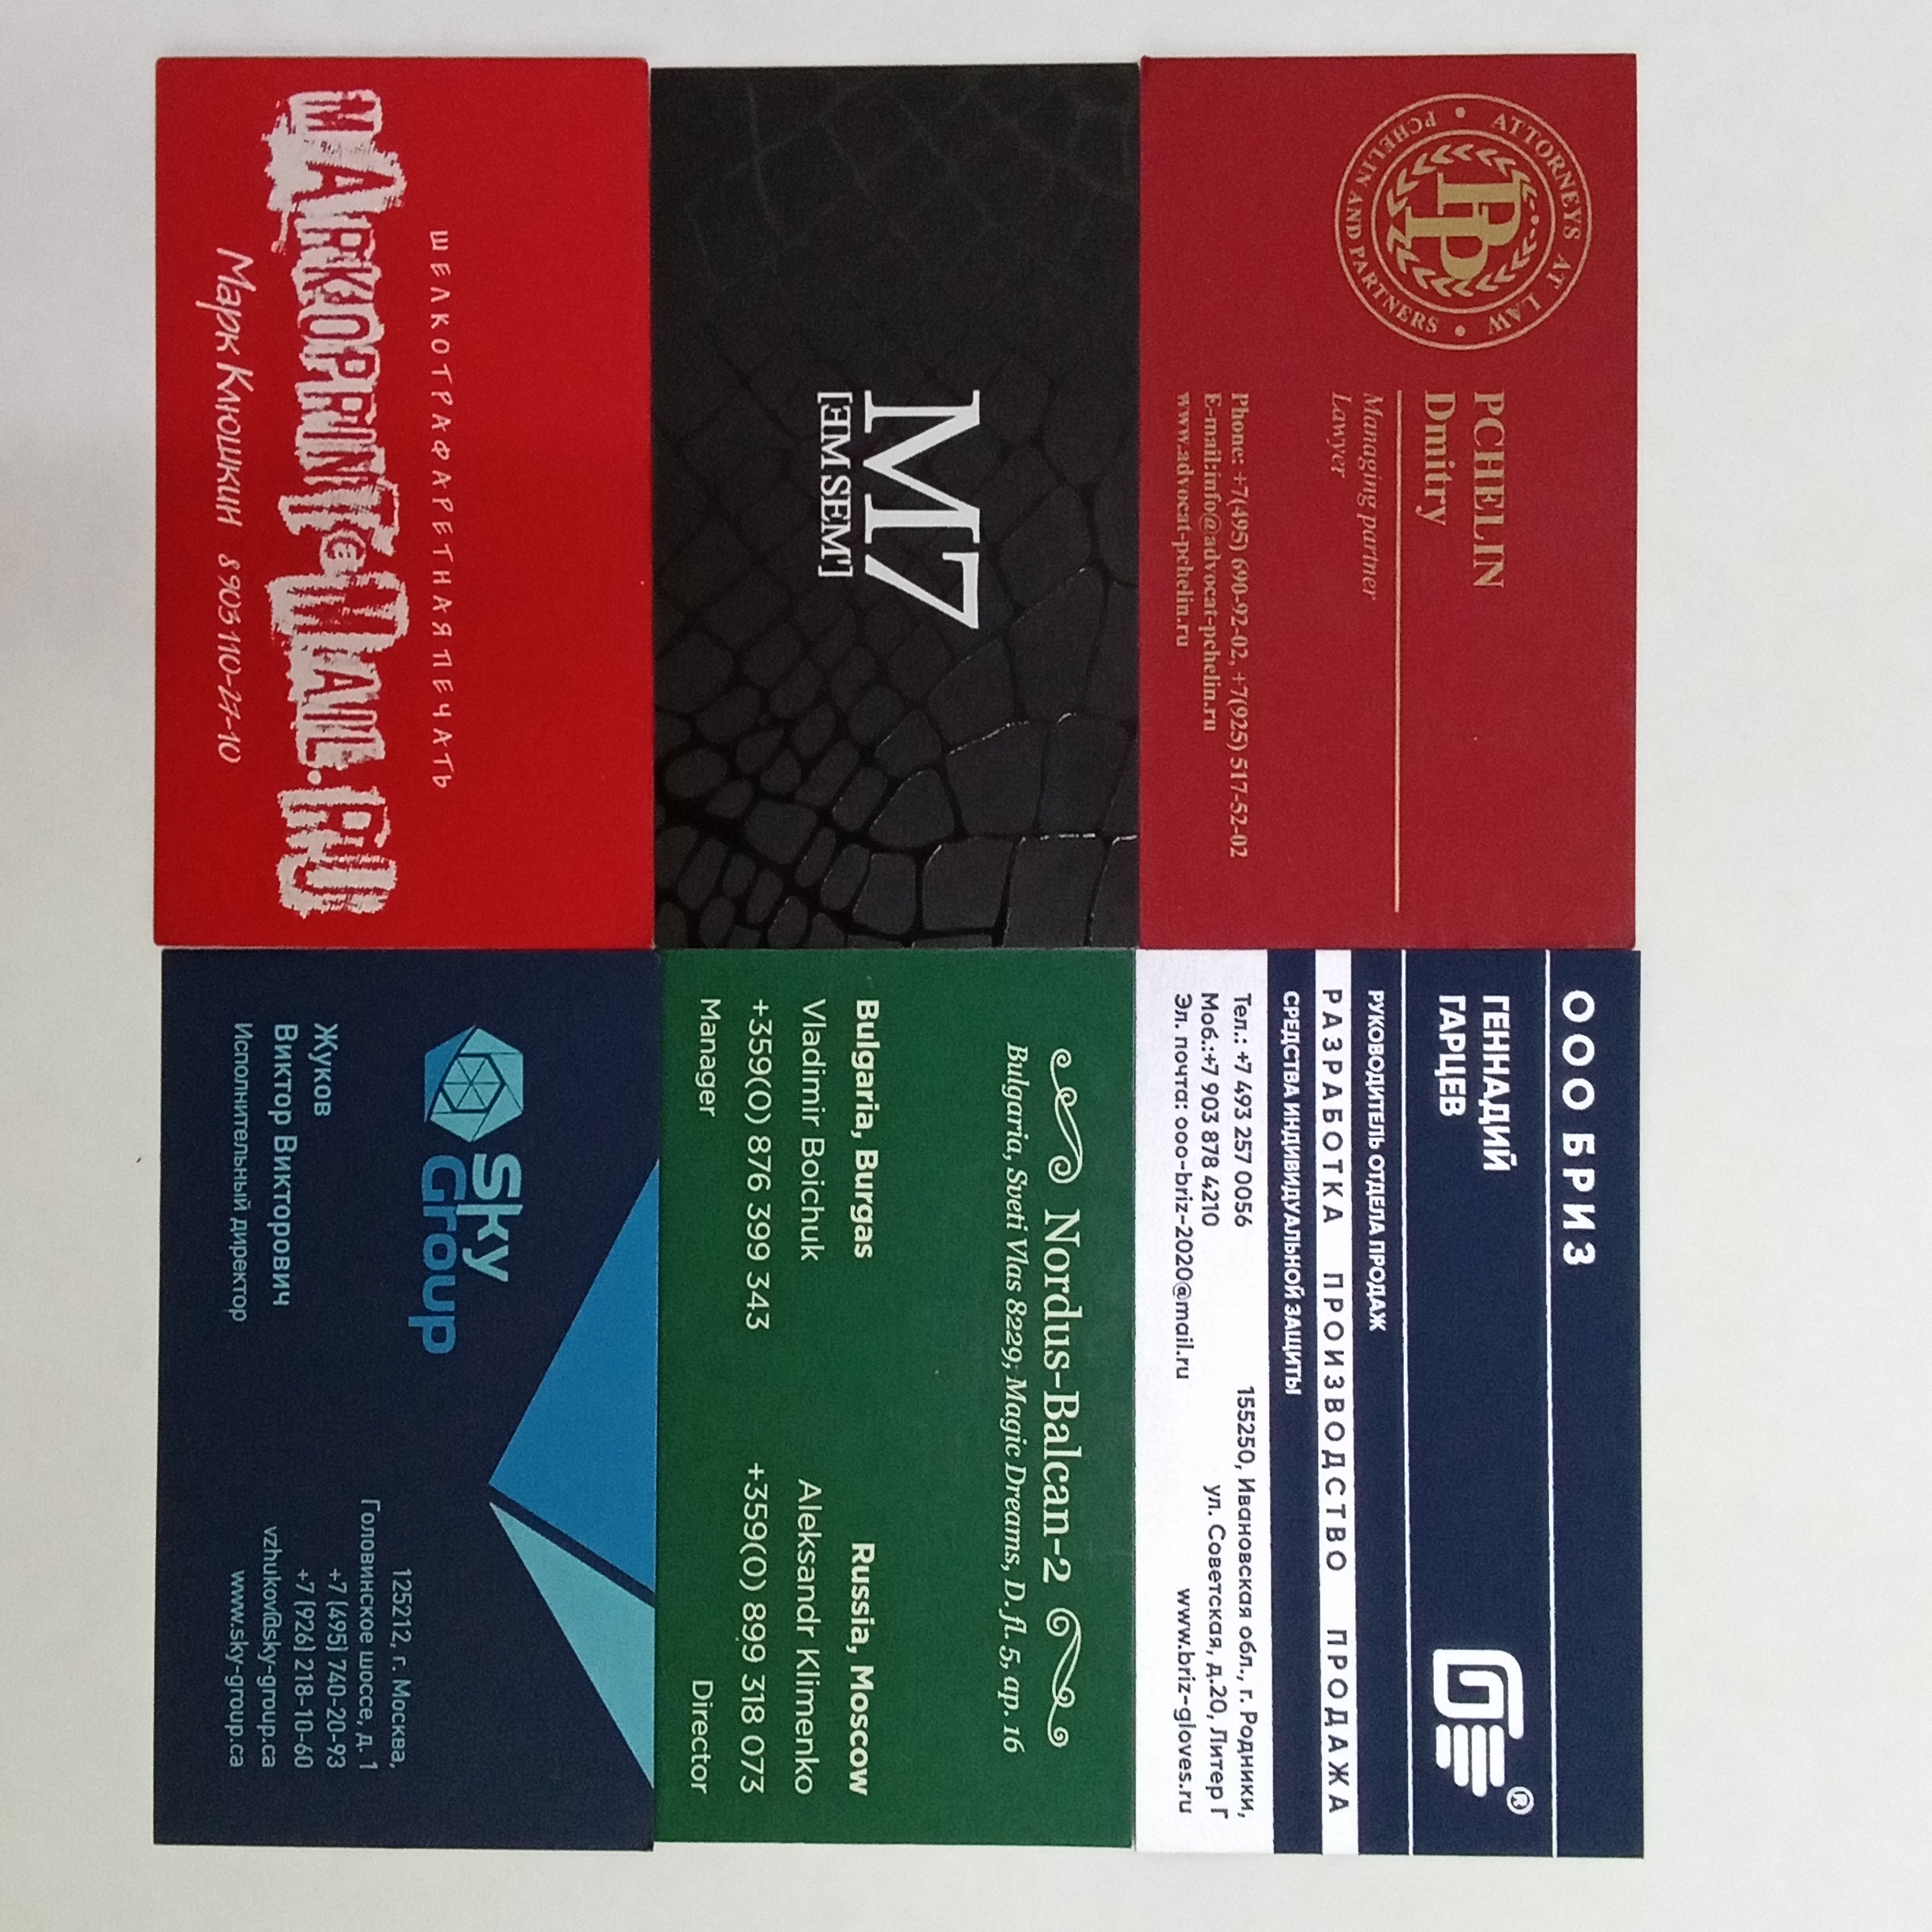 ATTORNEYS AT LAW
PP
PCHELIN AND PARTNERS
PCHELIN
Dmitry
Managing partner
Lawyer
Phone: +7(495) 690-92-02, +7(925) 517-52-02
E-mail:info@advocat-pchelin.ru
www.advocat-pchelin.ru
ООО БРИЗ
ГЕННАДИЙ
ГАРЦЕВ
®
РУКОВОДИТЕЛЬ ОТДЕЛА ПРОДАЖ
РАЗРАБОТКА ПРОИЗВОДСТВО ПРОДАЖА
СРЕДСТВА ИНДИВИДУАЛЬНОЙ ЗАЩИТЫ
Тел.: +7 493 257 0056
Моб.:+7 903 878 4210
Эл. почта: ooo-briz-2020@mail.ru
155250, Ивановская обл., г. Родники,
ул. Советская, д.20, Литер Г
www.briz-gloves.ru
M7
[ƎM SEM']
Nordus-Balcan-2
Bulgaria, Sveti Vlas 8229, Magic Dreams, D. fl. 5, ap. 16
Bulgaria, Burgas
Vladimir Boichuk
+359(0) 876 399 343
Manager
Russia, Moscow
Aleksandr Klimenko
+359(0) 899 318 073
Director
ШЕЛКОТРАФАРЕТНАЯ ПЕЧАТЬ
MARKOPRINT@MAIL.RU
Марк Клюшкин 8 903 110-27-10
Sky
Group
Жуков
Виктор Викторович
Исполнительный директор
125212, г. Москва,
Головинское шоссе, д. 1
+7 (495) 740-20-93
+7 (926) 218-10-60
vzhukov@sky-group.ca
www.sky-group.ca